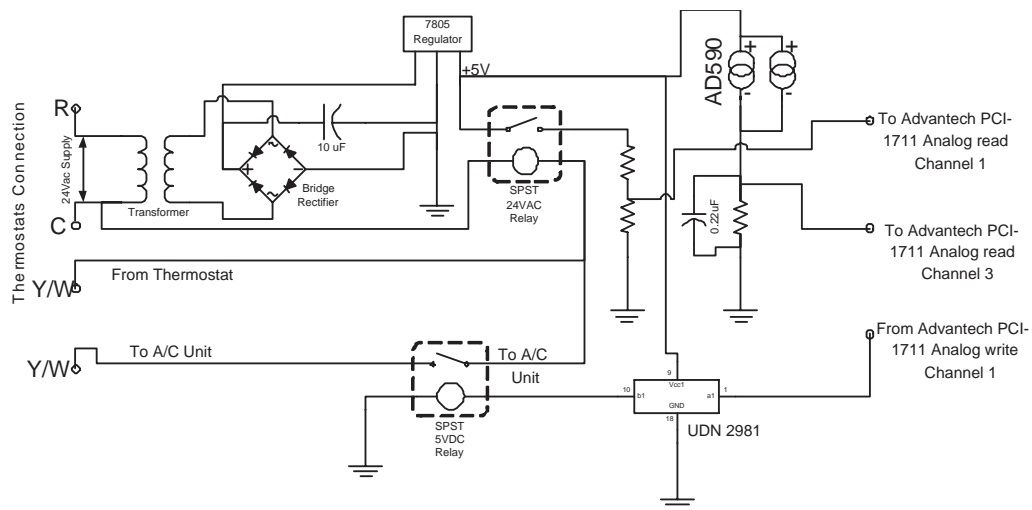 7805
Regulator
+5V
AD590
+
+
-
-
Thermostats Connection
R
24Vac Supply
C
Transformer
10 uF
+
-
Bridge
Rectifier
SPST
24VAC
Relay
To Advantech PCI-
1711 Analog read
Channel 1
0.22uF
To Advantech PCI-
1711 Analog read
Channel 3
Y/W
From Thermostat
Y/W
To A/C Unit
To A/C
Unit
SPST
5VDC
Relay
From Advantech PCI-
1711 Analog write
Channel 1
9
Vcc1
10
b1
a1
1
GND
18
UDN 2981